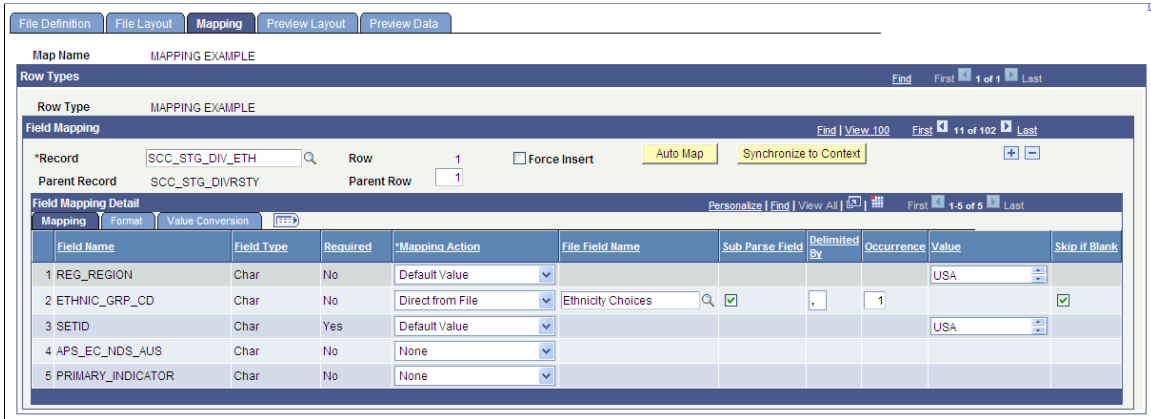 File Definition File Layout Mapping Preview Layout Preview Data
Map Name MAPPING EXAMPLE
Row Types Find First 1 of 1 Last
Row Type MAPPING EXAMPLE
Field Mapping Find | View 100 First 11 of 102 Last
*Record SCC_STG_DIV_ETH Row 1 Force Insert Auto Map Synchronize to Context
Parent Record SCC_STG_DIVRSTY Parent Row 1
Field Mapping Detail Personalize | Find | View All | | First 1-5 of 5 Last
Mapping Format Value Conversion
Field Name Field Type Required *Mapping Action File Field Name Sub Parse Field Delimited By Occurrence Value Skip if Blank
1 REG_REGION Char No Default Value USA
2 ETHNIC_GRP_CD Char No Direct from File Ethnicity Choices , 1
3 SETID Char Yes Default Value USA
4 APS_EC_NDS_AUS Char No None
5 PRIMARY_INDICATOR Char No None